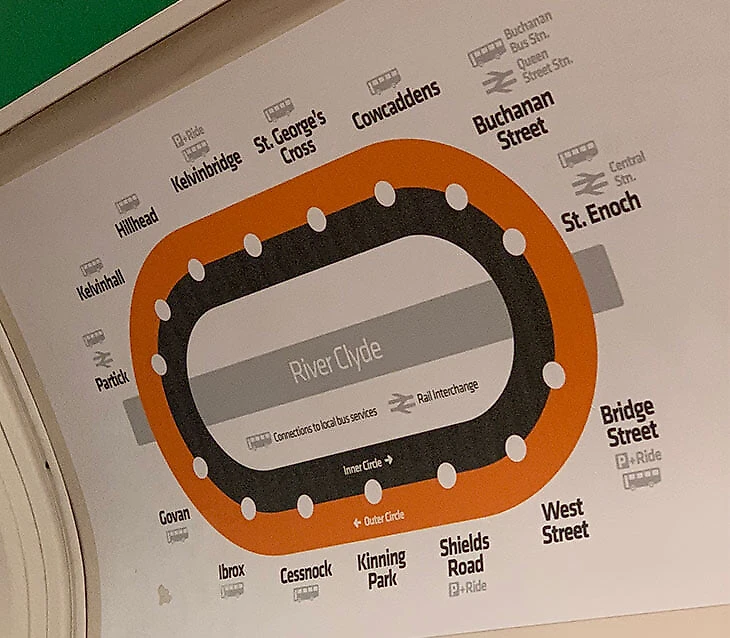 Buchanan
Bus Stn.
Queen
Street Stn.
Buchanan
Street
Cowcaddens
St. George's
Cross
P+Ride
Kelvinbridge
Hillhead
Kelvinhall
Partick
Central
Stn.
St. Enoch
River Clyde
Connections to local bus services
Rail Interchange
Inner Circle →
← Outer Circle
Bridge
Street
P+Ride
West
Street
Shields
Road
P+Ride
Kinning
Park
Cessnock
Ibrox
Govan